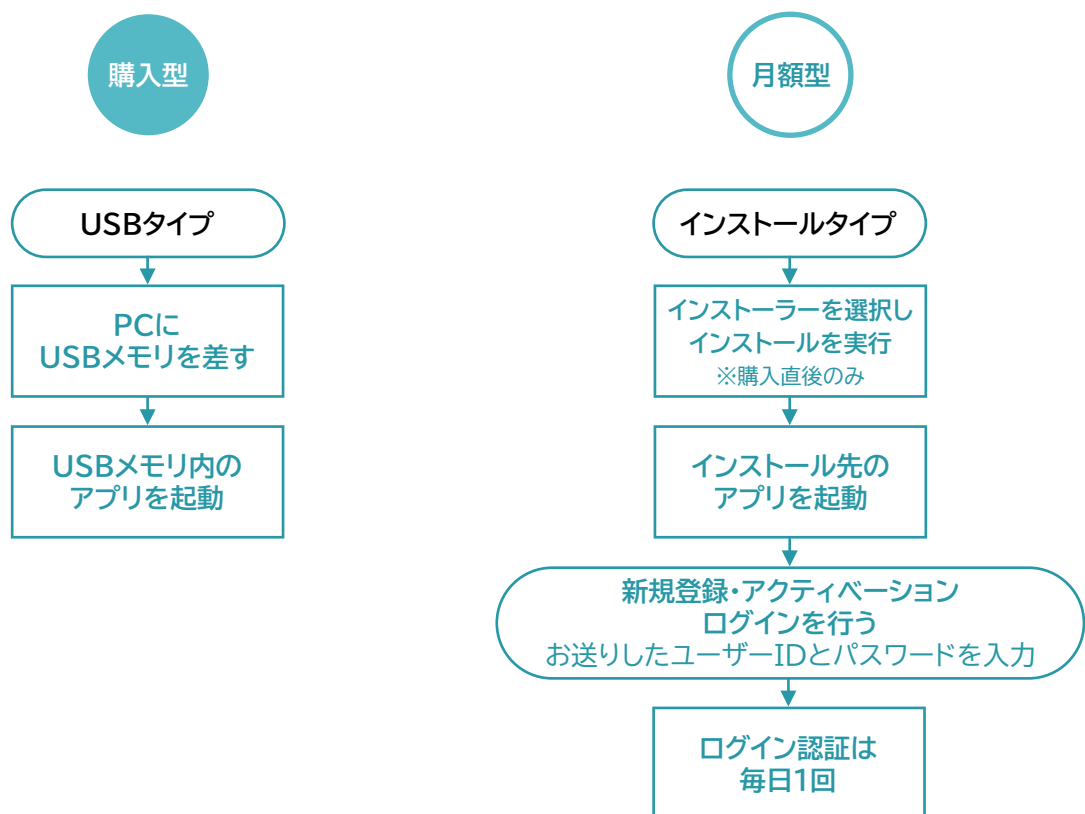 購入型
USBタイプ
PCに
USBメモリを差す
USBメモリ内の
アプリを起動
月額型
インストールタイプ
インストーラーを選択し
インストールを実行
※購入直後のみ
インストール先の
アプリを起動
新規登録・アクティベーション
ログインを行う
お送りしたユーザーIDとパスワードを入力
ログイン認証は
毎日1回